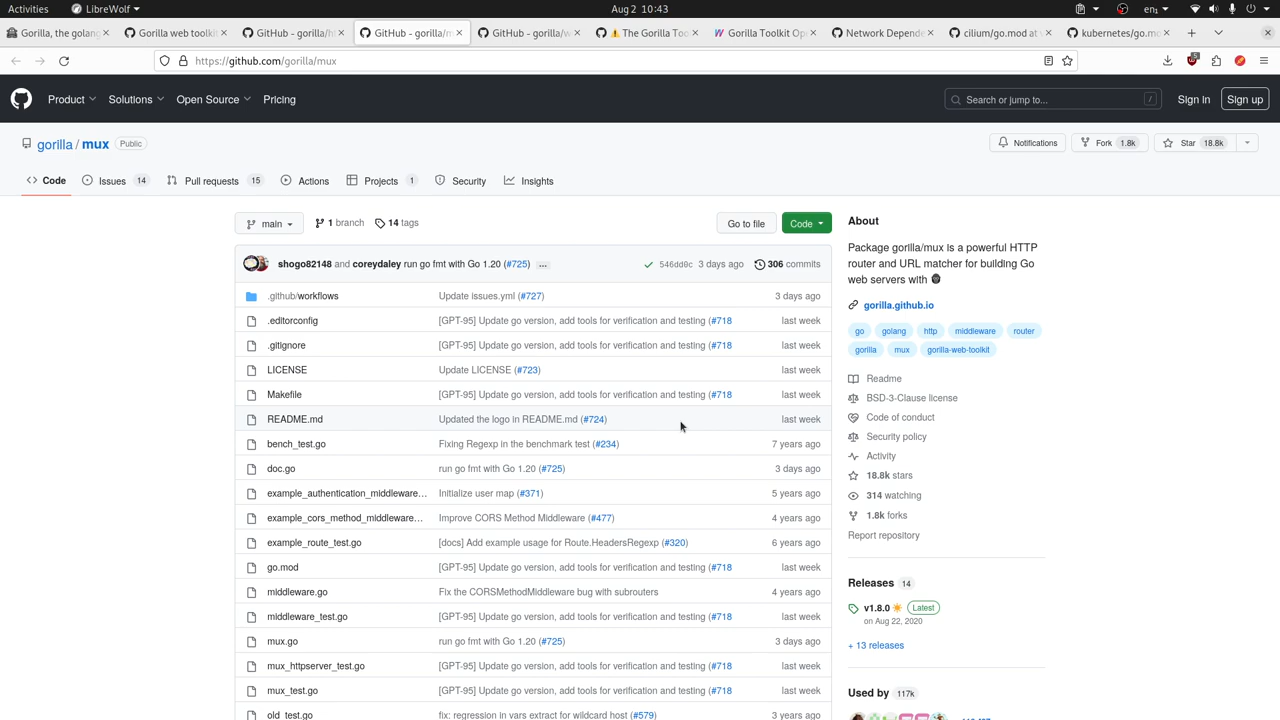 Activities LibreWolf Aug 2 10:43 en₁
Gorilla, the golang Gorilla web toolkit GitHub - gorilla/h GitHub - gorilla/m GitHub - gorilla/w ⚠ The Gorilla Too Gorilla Toolkit Op Network Depende cilium/go.mod at kubernetes/go.mo
https://github.com/gorilla/mux 5
Product Solutions Open Source Pricing Search or jump to... / Sign in Sign up
gorilla / mux Public Notifications Fork 1.8k Star 18.8k
Code Issues 14 Pull requests 15 Actions Projects 1 Security Insights
main 1 branch 14 tags Go to file Code
shogo82148 and coreydaley run go fmt with Go 1.20 (#725) ... 546dd0c 3 days ago 306 commits
.github/workflows Update issues.yml (#727) 3 days ago
.editorconfig [GPT-95] Update go version, add tools for verification and testing (#718 last week
.gitignore [GPT-95] Update go version, add tools for verification and testing (#718 last week
LICENSE Update LICENSE (#723) last week
Makefile [GPT-95] Update go version, add tools for verification and testing (#718 last week
README.md Updated the logo in README.md (#724) last week
bench_test.go Fixing Regexp in the benchmark test (#234) 7 years ago
doc.go run go fmt with Go 1.20 (#725) 3 days ago
example_authentication_middleware... Initialize user map (#371) 5 years ago
example_cors_method_middleware... Improve CORS Method Middleware (#477) 4 years ago
example_route_test.go [docs] Add example usage for Route.HeadersRegexp (#320) 6 years ago
go.mod [GPT-95] Update go version, add tools for verification and testing (#718 last week
middleware.go Fix the CORSMethodMiddleware bug with subrouters 4 years ago
middleware_test.go [GPT-95] Update go version, add tools for verification and testing (#718 last week
mux.go run go fmt with Go 1.20 (#725) 3 days ago
mux_httpserver_test.go [GPT-95] Update go version, add tools for verification and testing (#718 last week
mux_test.go [GPT-95] Update go version, add tools for verification and testing (#718 last week
old_test.go fix: regression in vars extract for wildcard host (#579) 3 years ago
About
Package gorilla/mux is a powerful HTTP
router and URL matcher for building Go
web servers with 🦍
gorilla.github.io
go golang http middleware router
gorilla mux gorilla-web-toolkit
Readme
BSD-3-Clause license
Code of conduct
Security policy
Activity
18.8k stars
314 watching
1.8k forks
Report repository
Releases 14
v1.8.0 ☀ Latest
on Aug 22, 2020
+ 13 releases
Used by 117k